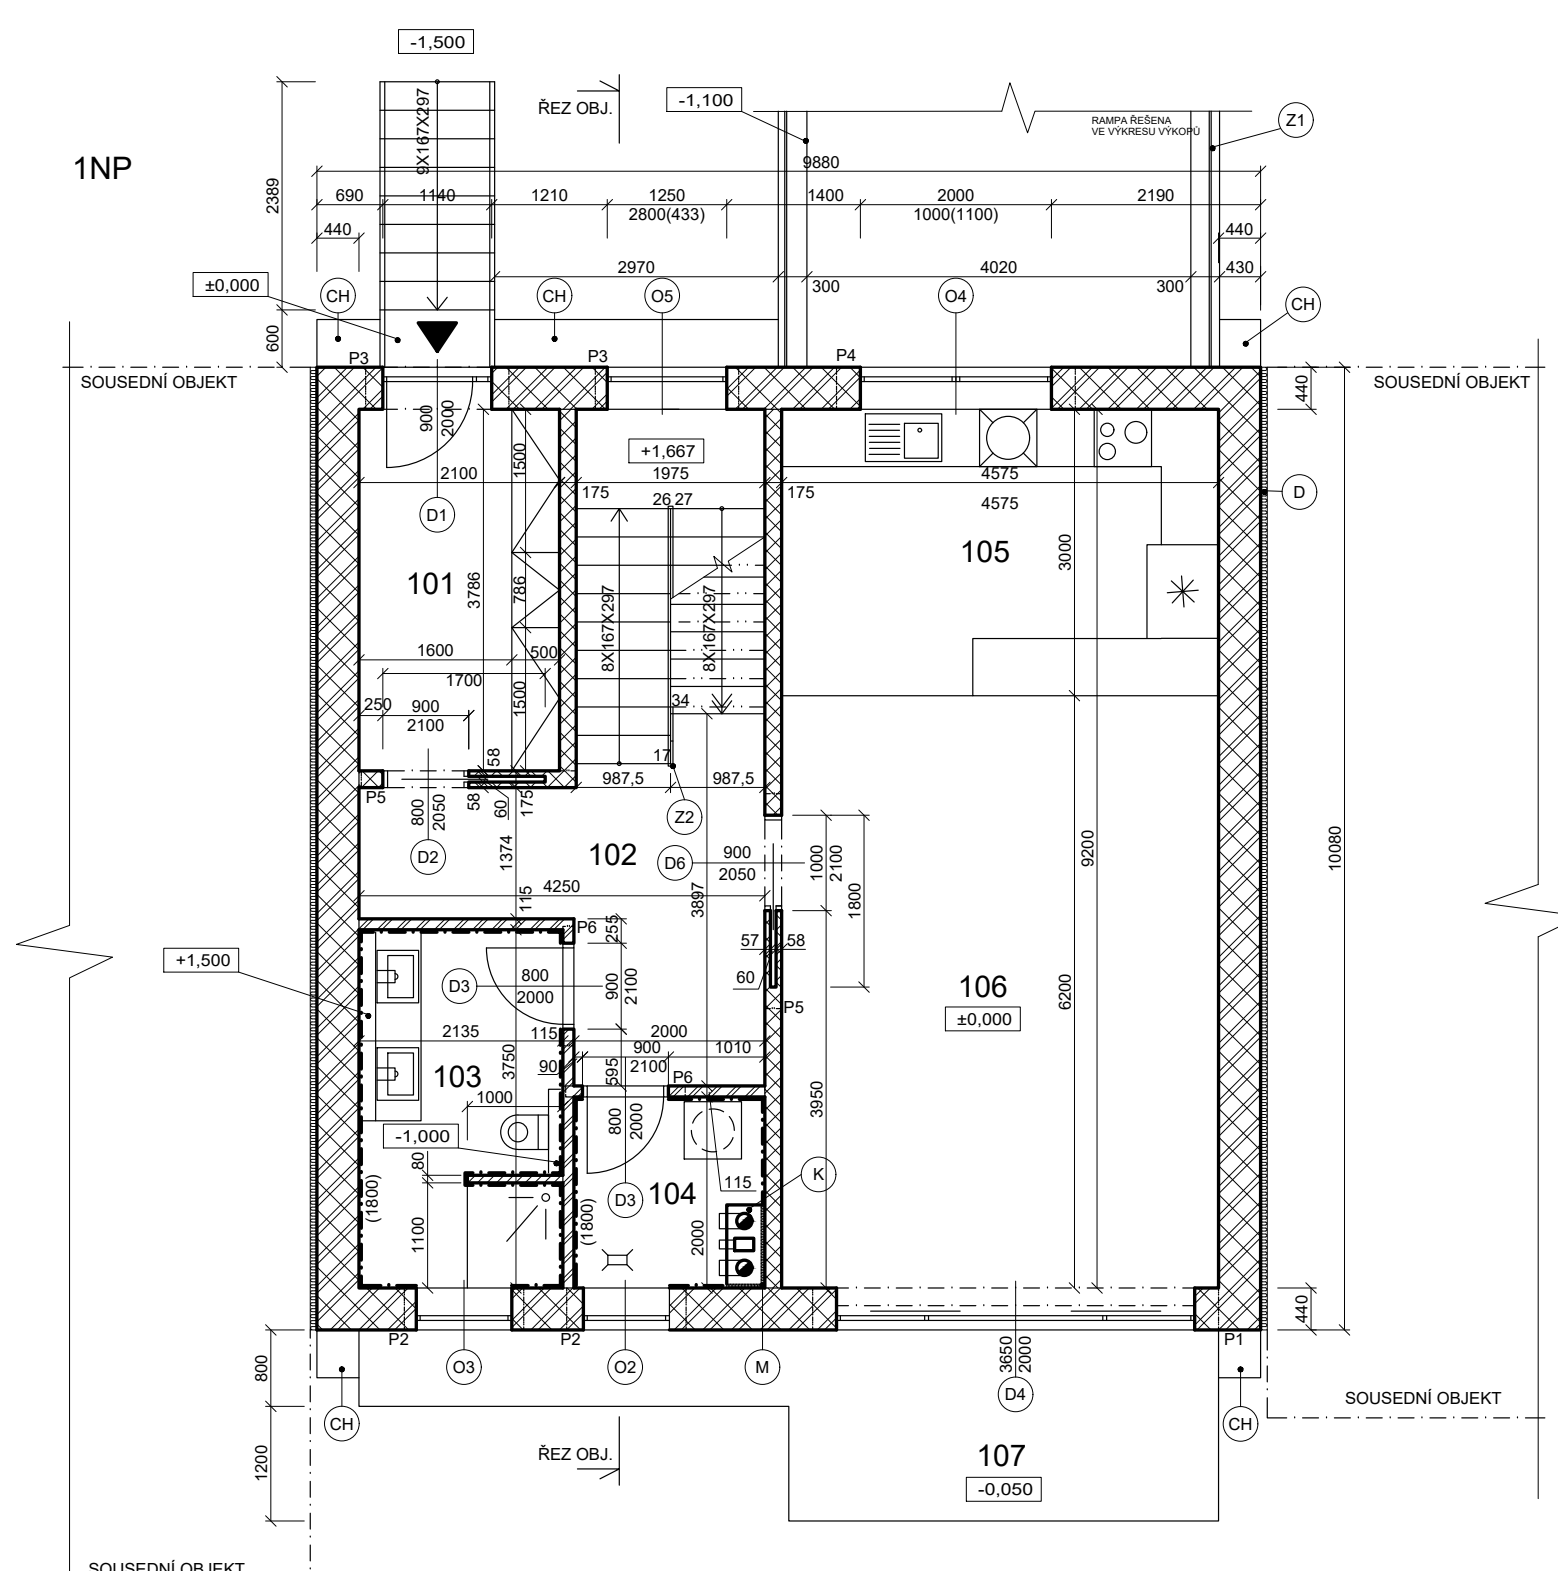 -1,500
ŘEZ OBJ.
-1,100
RAMPA ŘEŠENA
VE VÝKRESU VÝKOPŮ
Z1
1NP
9X167X297
2389
9880
690
1140
1210
1250
1400
2000
2190
2800(433)
1000(1100)
440
440
2970
4020
430
±0,000
300
300
CH
CH
O5
O4
CH
600
P3
P3
P4
SOUSEDNÍ OBJEKT
SOUSEDNÍ OBJEKT
440
900
2000
1500
+1,667
2100
1975
4575
175
175
4575
26
27
D1
D
101
105
3786
786
3000
8X167X297
8X167X297
1600
500
1700
1500
250
900
2100
34
58
17
987,5
987,5
P5
58
60
175
800
2050
Z2
D2
1374
102
D6
900
2050
1000
2100
1800
9200
10080
4250
115
3897
P6
255
57
58
+1,500
60
D3
800
2000
900
2100
106
±0,000
6200
P5
2135
115
2000
900
1010
2100
595
3750
90
P6
103
1000
800
2000
3950
-1,000
80
115
K
(1800)
1100
(1800)
D3
104
2000
440
P2
P2
P1
800
O3
O2
M
3650
2000
D4
SOUSEDNÍ OBJEKT
CH
CH
1200
ŘEZ OBJ.
107
-0,050
SOUSEDNÍ OBJEKT